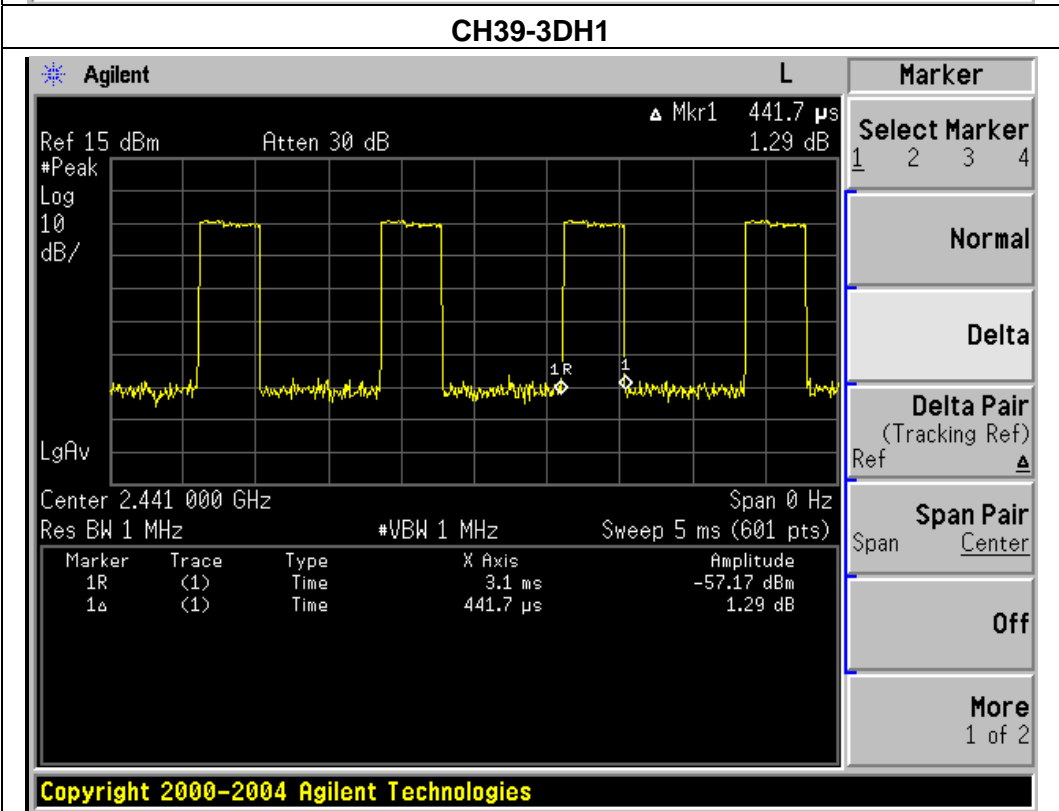 CH39-3DH1
Agilent L Marker
Δ Mkr1 441.7 µs
Ref 15 dBm Atten 30 dB 1.29 dB
#Peak
Log
10
dB/
1R 1
LgAv
Center 2.441 000 GHz Span 0 Hz
Res BW 1 MHz #VBW 1 MHz Sweep 5 ms (601 pts)
Marker Trace Type X Axis Amplitude
1R (1) Time 3.1 ms -57.17 dBm
1Δ (1) Time 441.7 µs 1.29 dB
Select Marker
1 2 3 4
Normal
Delta
Delta Pair
(Tracking Ref)
Ref Δ
Span Pair
Span Center
Off
More
1 of 2
Copyright 2000-2004 Agilent Technologies